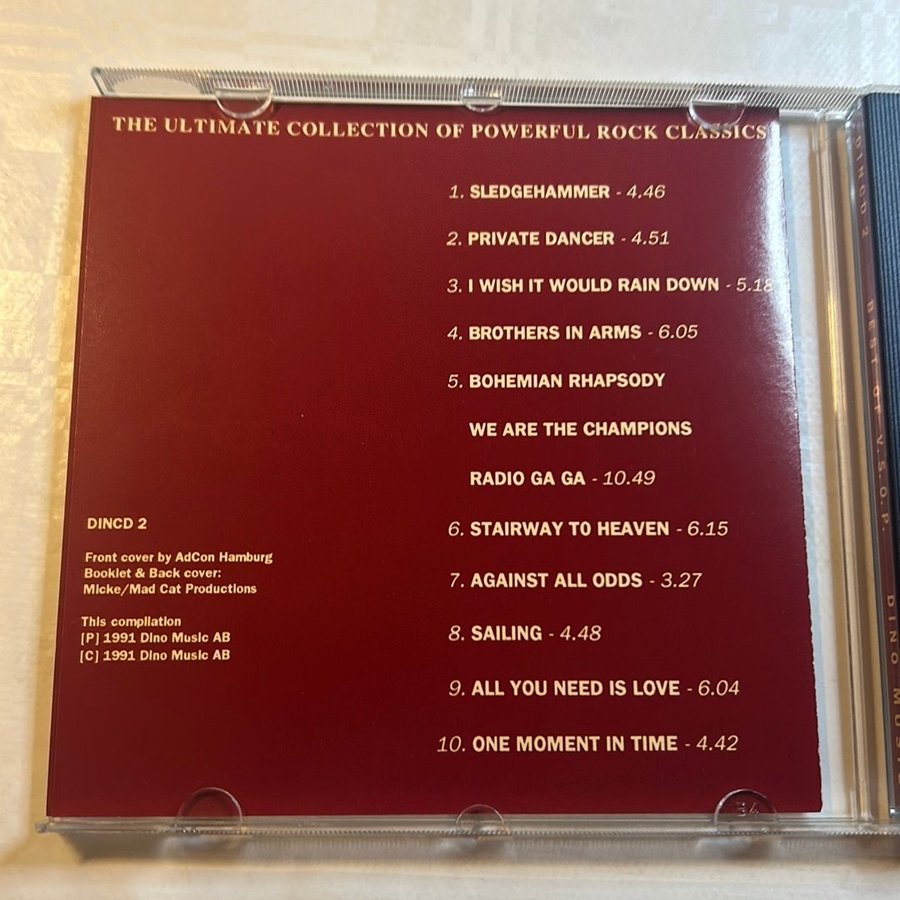 THE ULTIMATE COLLECTION OF POWERFUL ROCK CLASSICS
1. SLEDGEHAMMER - 4.46
2. PRIVATE DANCER - 4.51
3. I WISH IT WOULD RAIN DOWN - 5.18
4. BROTHERS IN ARMS - 6.05
5. BOHEMIAN RHAPSODY
WE ARE THE CHAMPIONS
RADIO GA GA - 10.49
6. STAIRWAY TO HEAVEN - 6.15
7. AGAINST ALL ODDS - 3.27
8. SAILING - 4.48
9. ALL YOU NEED IS LOVE - 6.04
10. ONE MOMENT IN TIME - 4.42
DINCD 2
Front cover by AdCon Hamburg
Booklet & Back cover:
Micke/Mad Cat Productions
This compilation
[P] 1991 Dino Music AB
[C] 1991 Dino Music AB
DINCD 2 BEST OF V.S.O.P. DINO MUSIC